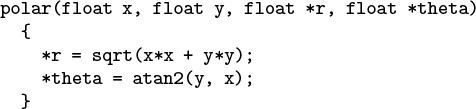 polar(float x, float y, float *r, float *theta)
  {
    *r = sqrt(x*x + y*y);
    *theta = atan2(y, x);
  }